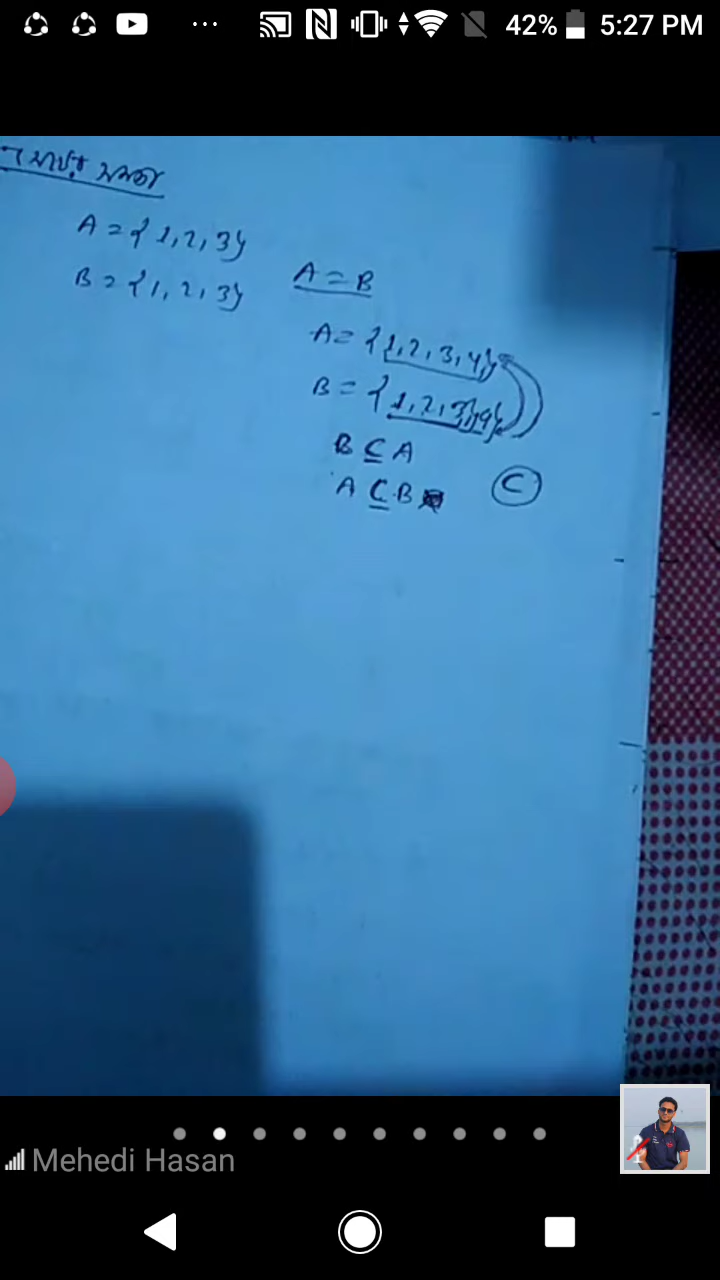 42% 5:27 PM
A = {1, 2, 3}
B = {1, 2, 3}
A = B
A = {1, 2, 3, 4}
B = {1, 2, 3, 4}
B ⊆ A
A ⊆ B
C
Mehedi Hasan